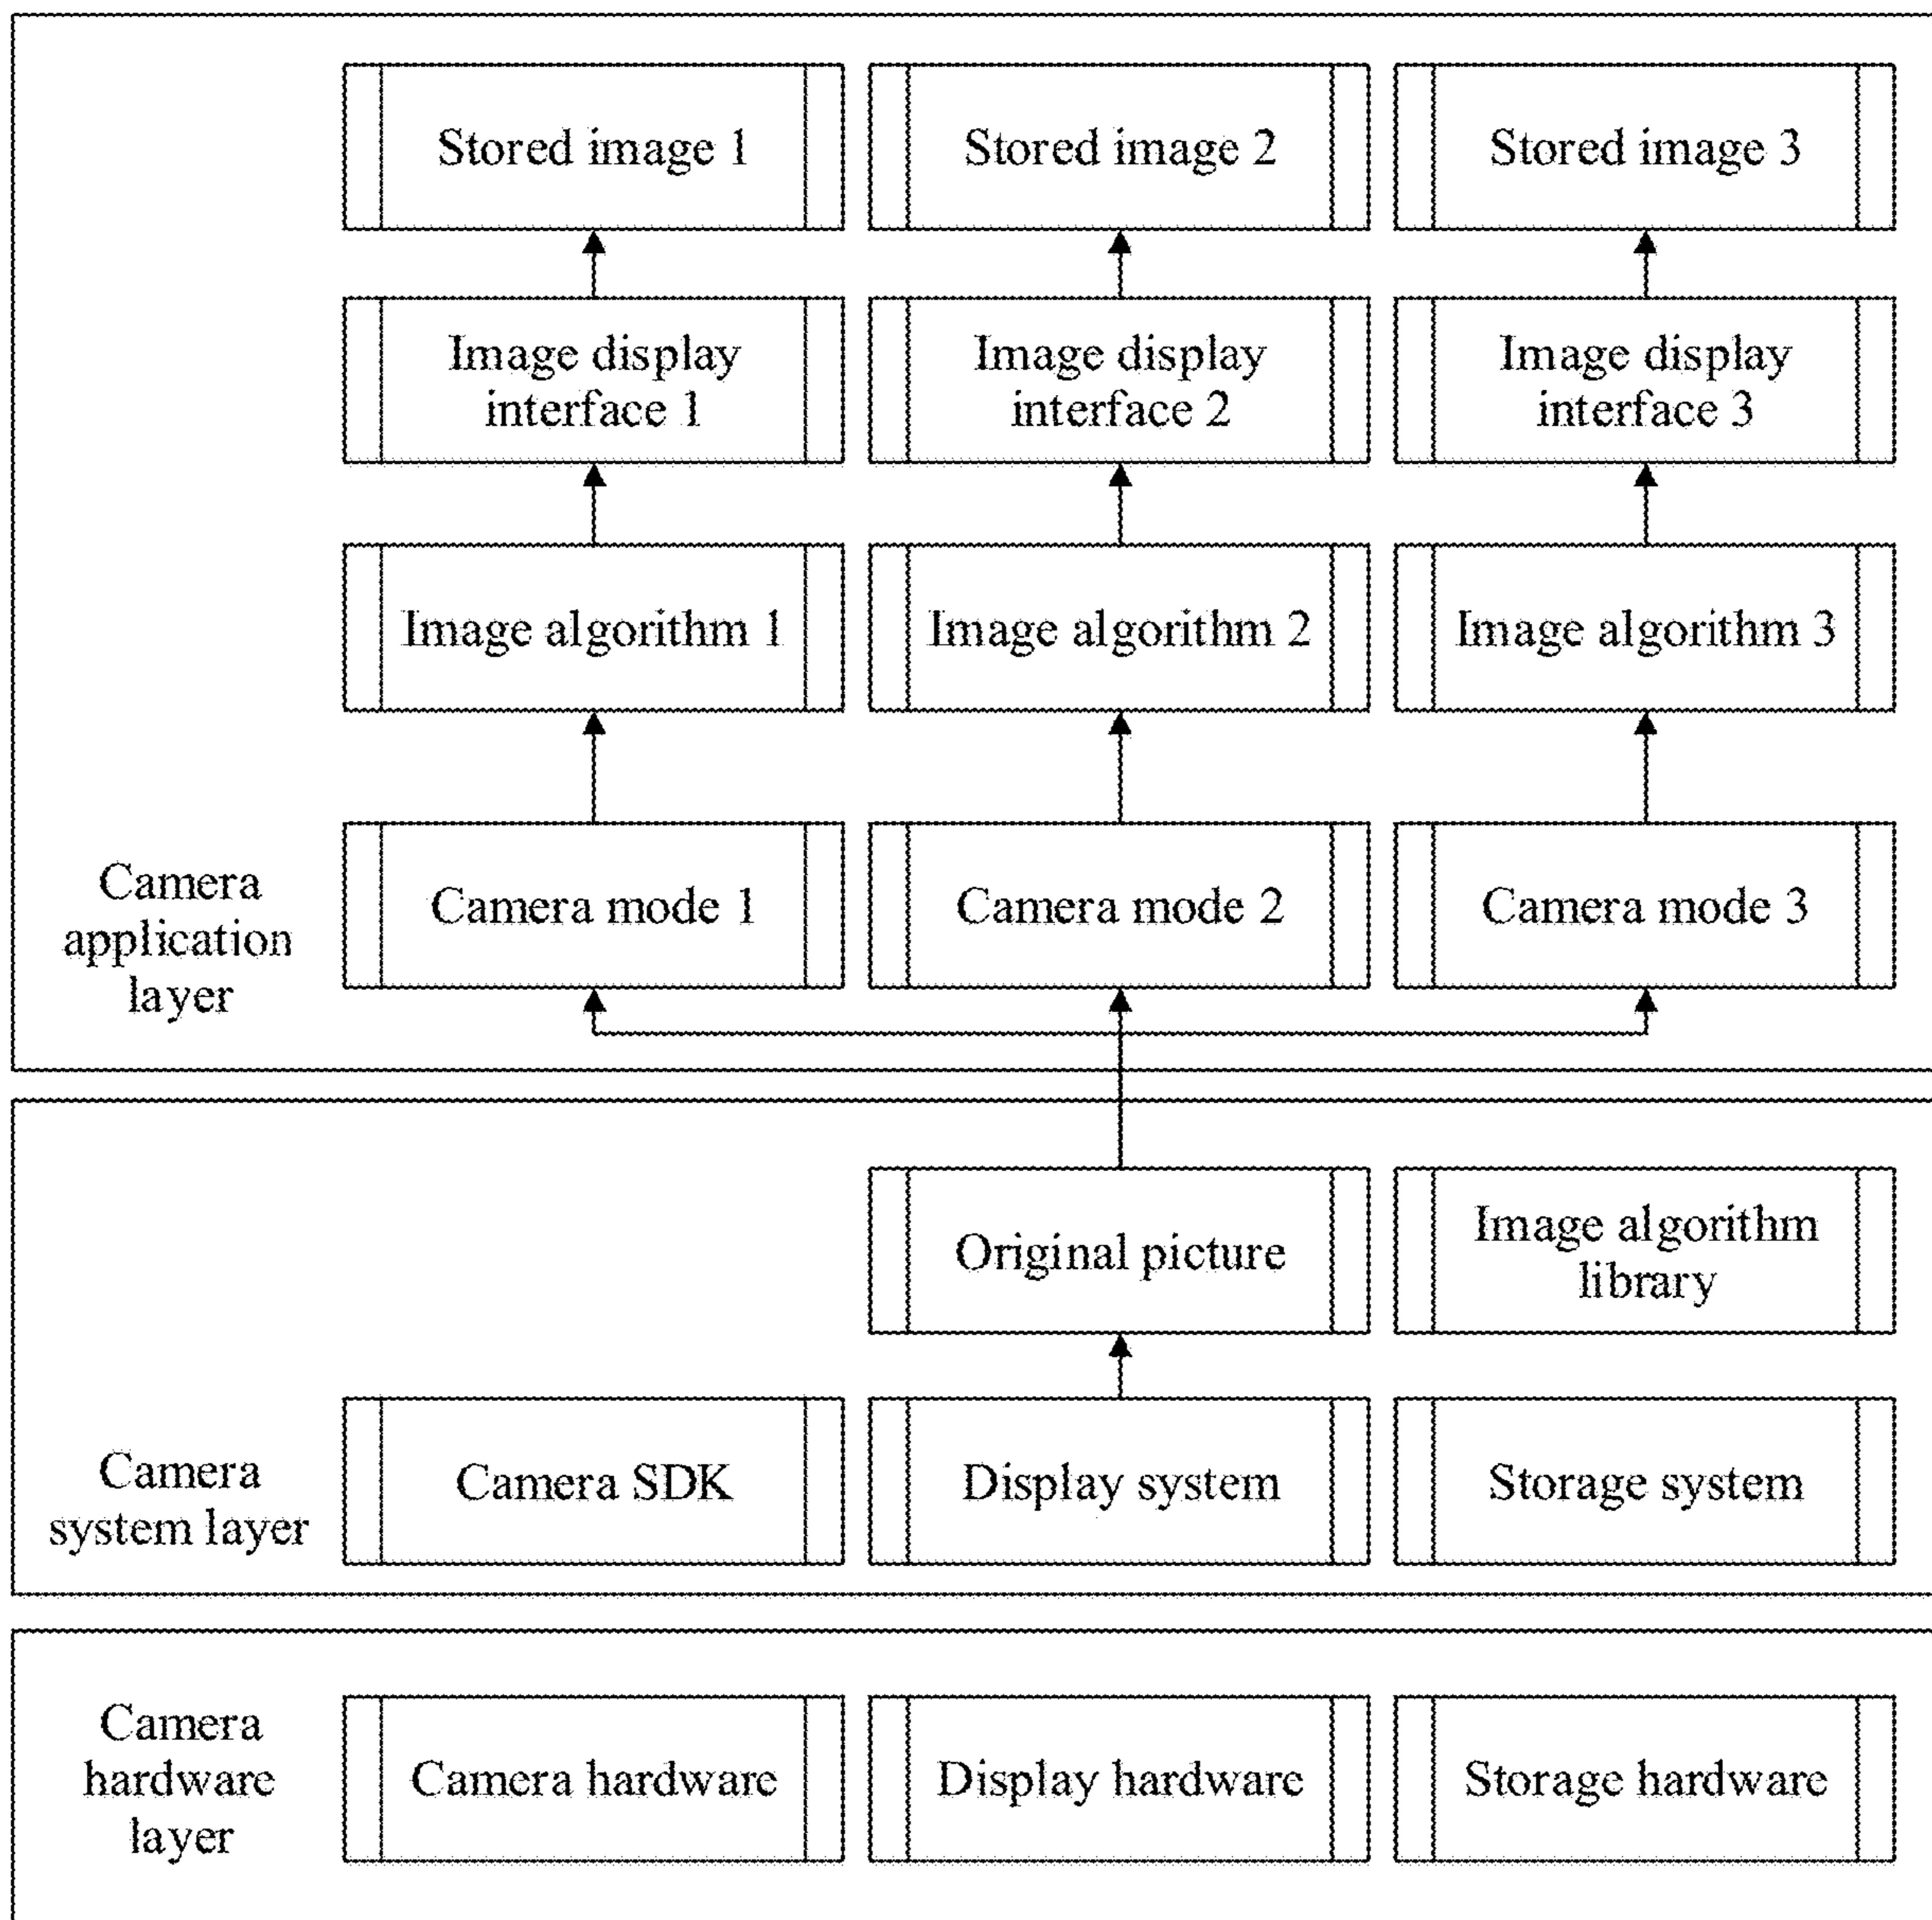 Stored image 1
Stored image 2
Stored image 3
Image display
interface 1
Image display
interface 2
Image display
interface 3
Image algorithm 1
Image algorithm 2
Image algorithm 3
Camera
application
layer
Camera mode 1
Camera mode 2
Camera mode 3
Original picture
Image algorithm
library
Camera
system layer
Camera SDK
Display system
Storage system
Camera
hardware
layer
Camera hardware
Display hardware
Storage hardware